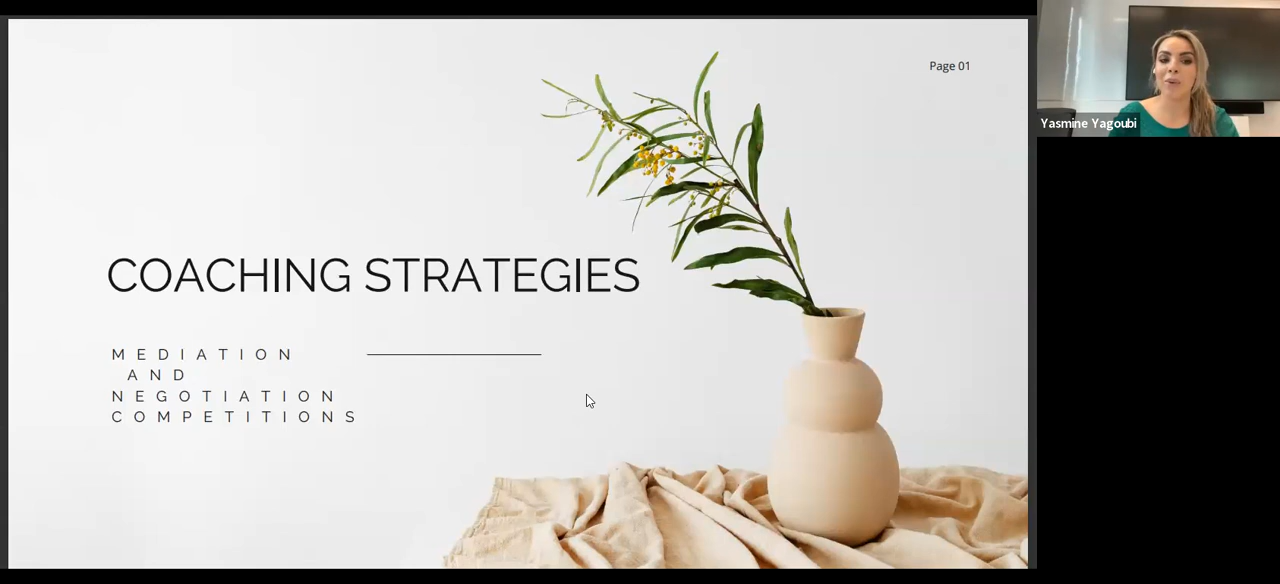 Page 01
Yasmine Yagoubi
COACHING STRATEGIES
MEDIATION
AND
NEGOTIATION
COMPETITIONS